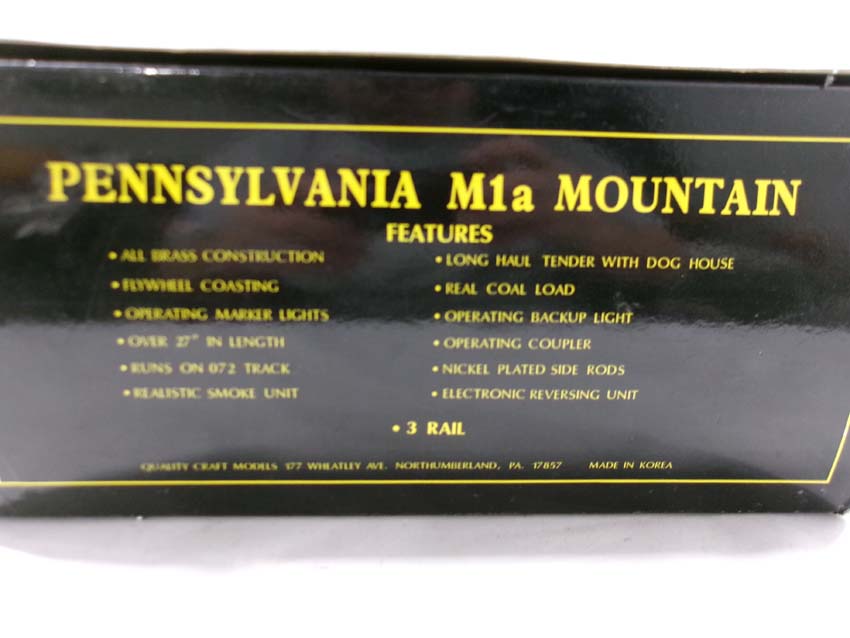 PENNSYLVANIA M1a MOUNTAIN
FEATURES
• ALL BRASS CONSTRUCTION
• FLYWHEEL COASTING
• OPERATING MARKER LIGHTS
• OVER 27" IN LENGTH
• RUNS ON 072 TRACK
• REALISTIC SMOKE UNIT
• LONG HAUL TENDER WITH DOG HOUSE
• REAL COAL LOAD
• OPERATING BACKUP LIGHT
• OPERATING COUPLER
• NICKEL PLATED SIDE RODS
• ELECTRONIC REVERSING UNIT
• 3 RAIL
QUALITY CRAFT MODELS 177 WHEATLEY AVE. NORTHUMBERLAND, PA. 17857 MADE IN KOREA